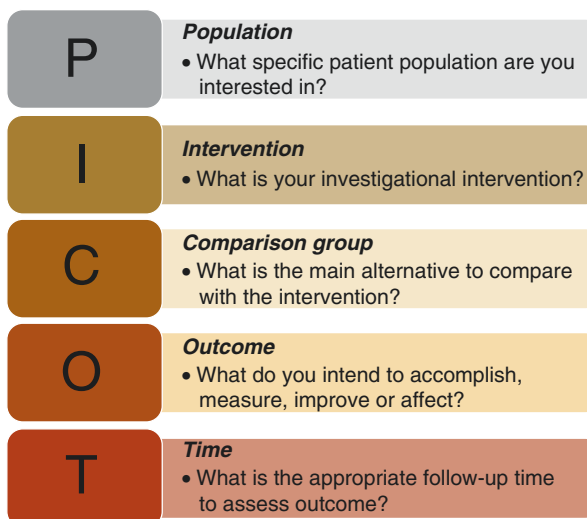 P
Population
• What specific patient population are you
interested in?
I
Intervention
• What is your investigational intervention?
C
Comparison group
• What is the main alternative to compare
with the intervention?
O
Outcome
• What do you intend to accomplish,
measure, improve or affect?
T
Time
• What is the appropriate follow-up time
to assess outcome?